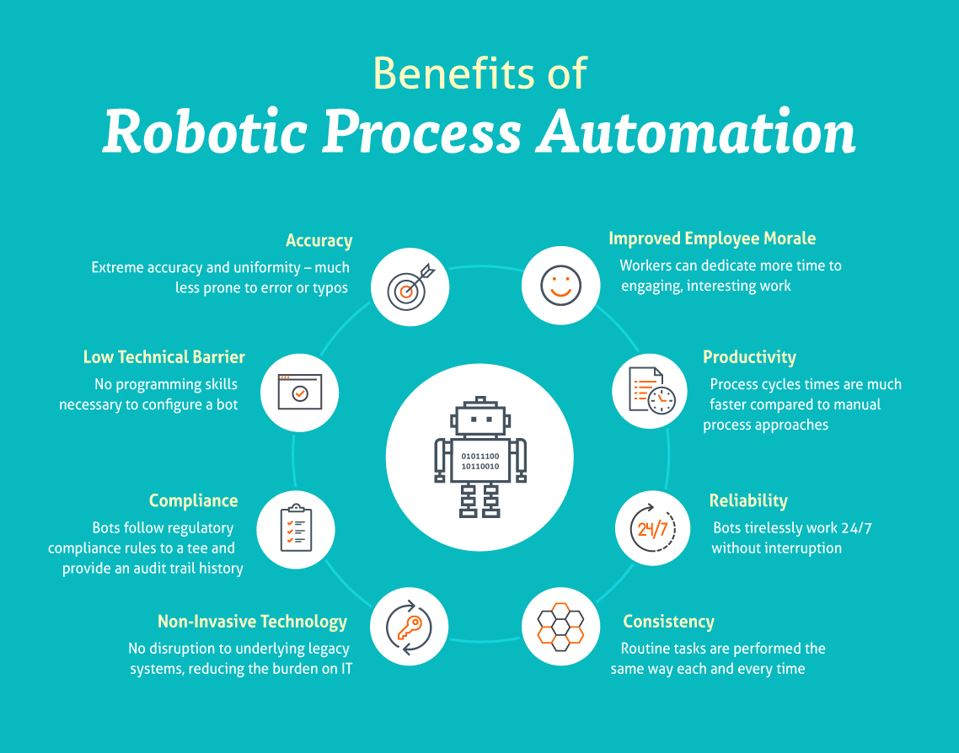 Benefits of
Robotic Process Automation
Accuracy
Extreme accuracy and uniformity – much
less prone to error or typos
Improved Employee Morale
Workers can dedicate more time to
engaging, interesting work
Low Technical Barrier
No programming skills
necessary to configure a bot
Productivity
Process cycles times are much
faster compared to manual
process approaches
01011100
10110010
Compliance
Bots follow regulatory
compliance rules to a tee and
provide an audit trail history
24/7
Reliability
Bots tirelessly work 24/7
without interruption
Non-Invasive Technology
No disruption to underlying legacy
systems, reducing the burden on IT
Consistency
Routine tasks are performed the
same way each and every time